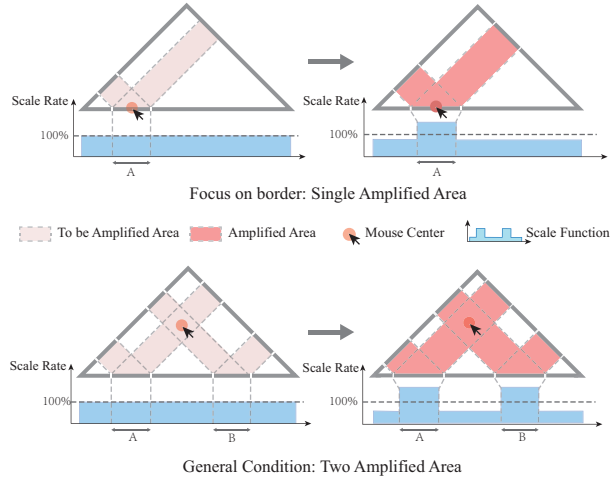 Scale Rate
100%
A
Scale Rate
100%
A
Focus on border: Single Amplified Area
To be Amplified Area
Amplified Area
Mouse Center
Scale Function
Scale Rate
100%
A
B
Scale Rate
100%
A
B
General Condition: Two Amplified Area